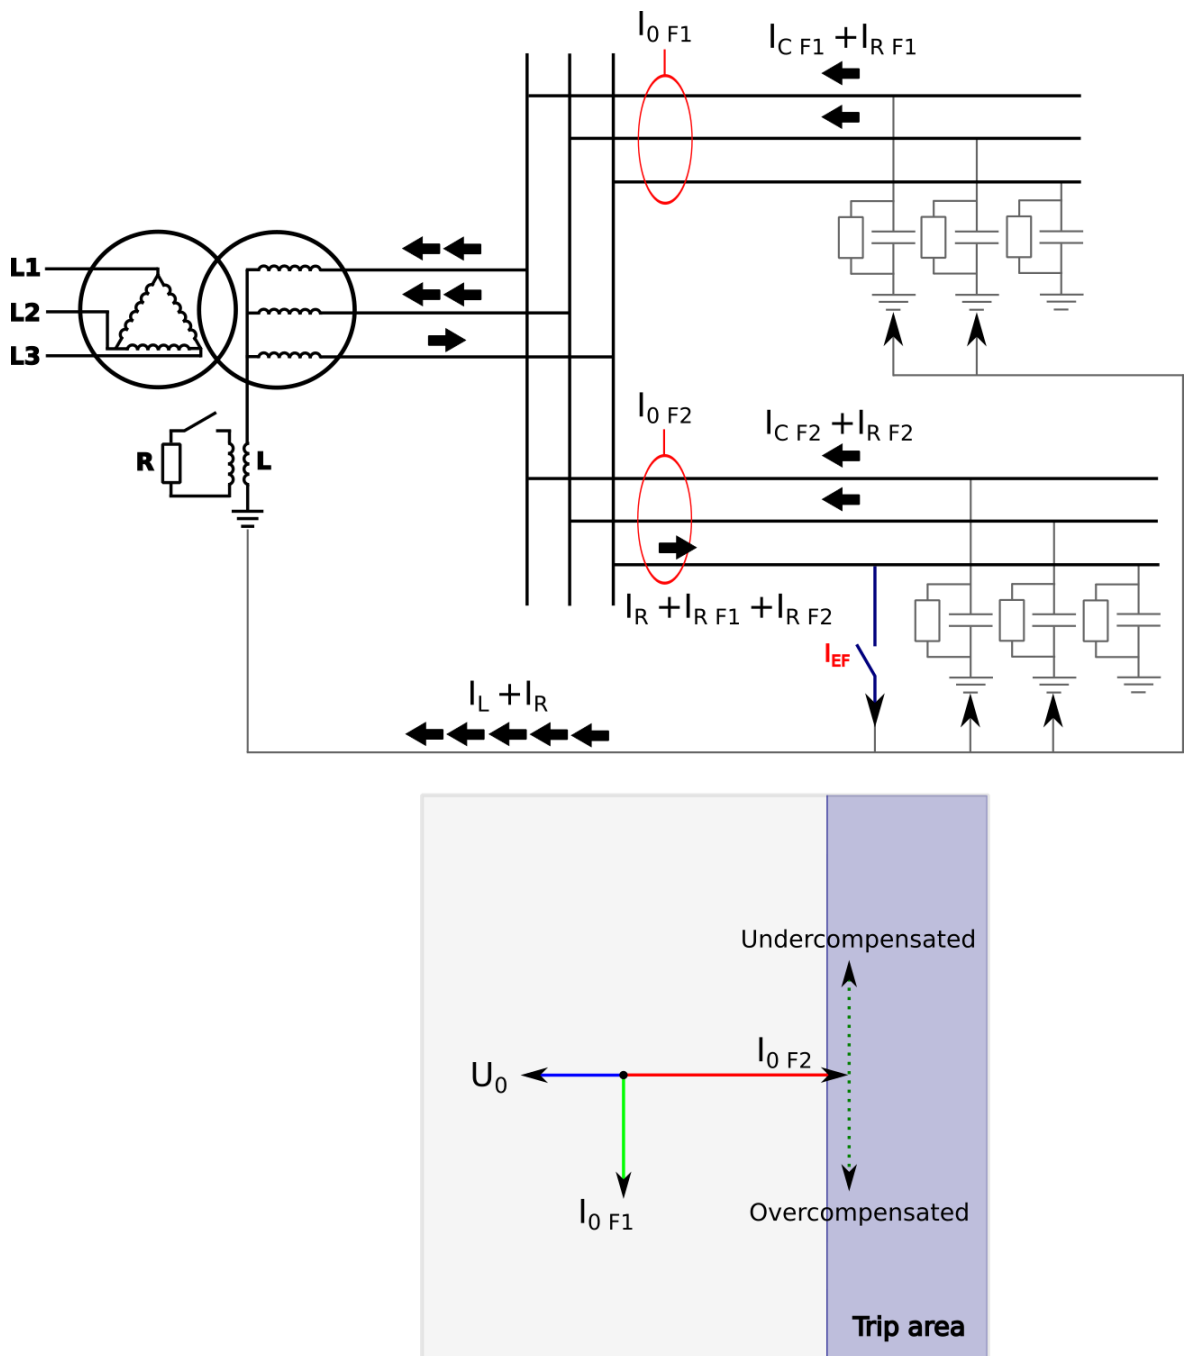 I0 F1
IC F1 +IR F1
L1
L2
L3
R
L
I0 F2
IC F2 +IR F2
IR +IR F1 +IR F2
IEF
IL +IR
Undercompensated
I0 F2
U0
I0 F1
Overcompensated
Trip area